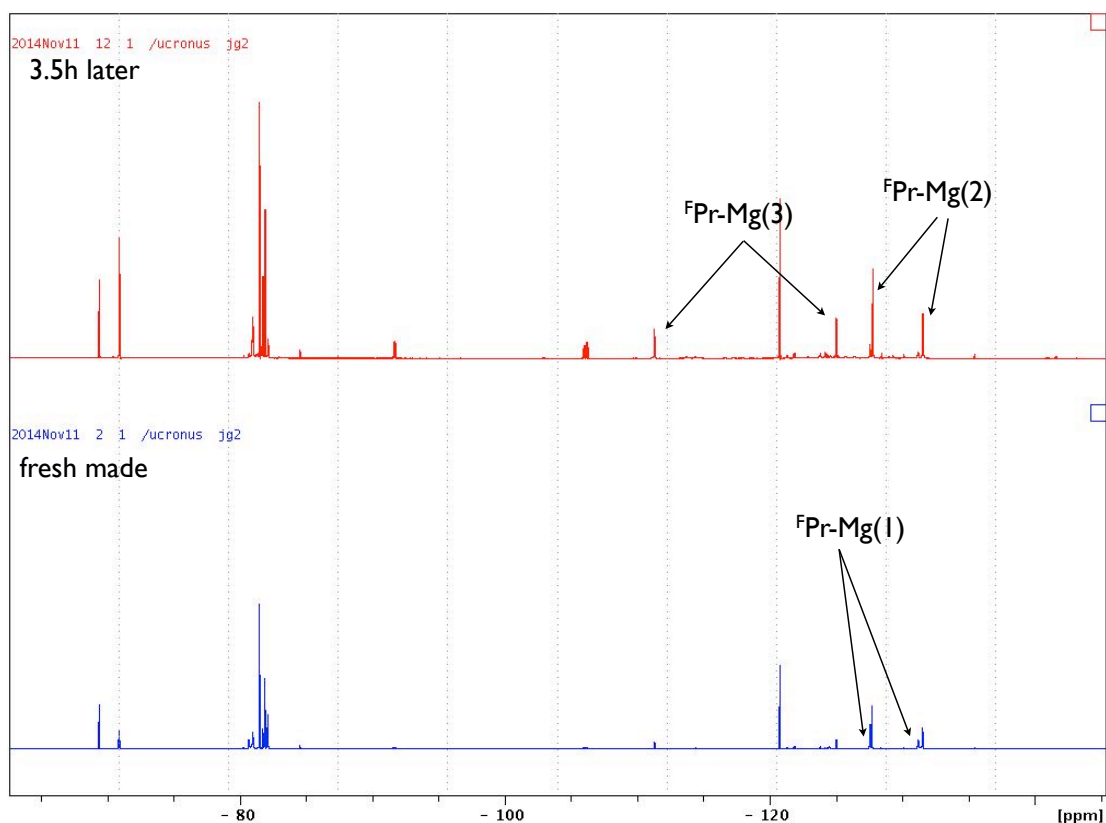 2014Nov11 12 1 /ucronus jg2
3.5h later
FPr-Mg(3)
FPr-Mg(2)
2014Nov11 2 1 /ucronus jg2
fresh made
FPr-Mg(1)
- 80 - 100 - 120 [ppm]